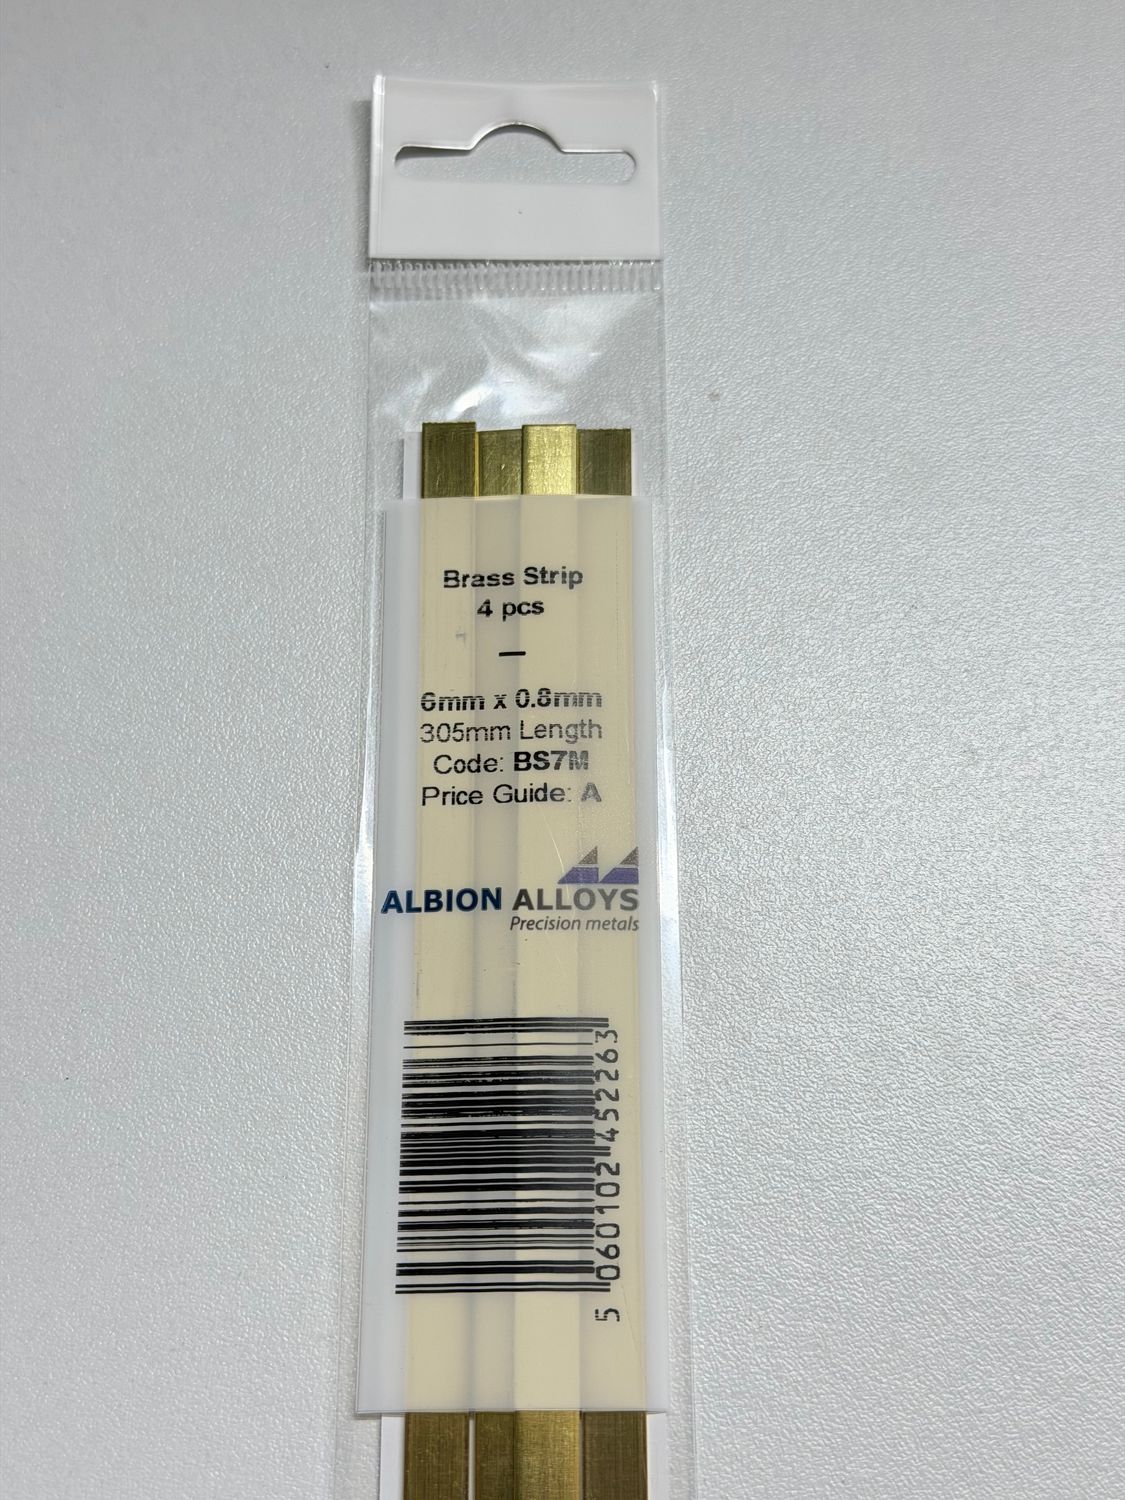 Brass Strip
4 pcs
—
6mm x 0.8mm
305mm Length
Code: BS7M
Price Guide: A
ALBION ALLOYS
Precision metals
5 060102 452263